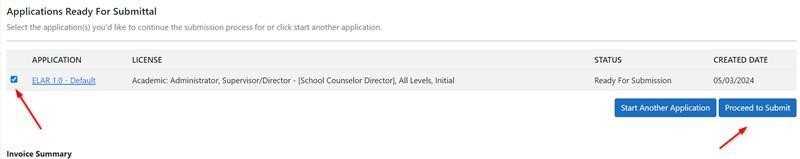 Applications Ready For Submittal
Select the application(s) you'd like to continue the submission process for or click start another application.
APPLICATION LICENSE STATUS CREATED DATE
ELAR 1.0 - Default Academic: Administrator, Supervisor/Director - [School Counselor Director], All Levels, Initial Ready For Submission 05/03/2024
Start Another Application Proceed to Submit
Invoice Summary